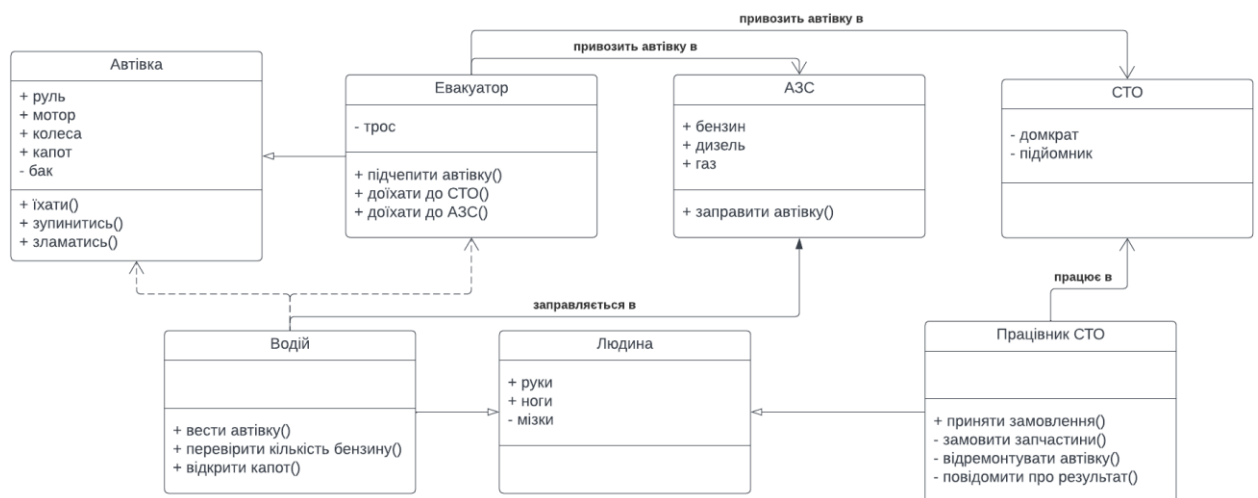 привозить автівку в
привозить автівку в
Автівка
+ руль
+ мотор
+ колеса
+ капот
- бак
+ їхати()
+ зупинитись()
+ зламатись()
Евакуатор
- трос
+ підчепити автівку()
+ доїхати до СТО()
+ доїхати до АЗС()
АЗС
+ бензин
+ дизель
+ газ
+ заправити автівку()
СТО
- домкрат
- підйомник
працює в
заправляється в
Водій
+ вести автівку()
+ перевірити кількість бензину()
+ відкрити капот()
Людина
+ руки
+ ноги
- мізки
Працівник СТО
+ приняти замовлення()
- замовити запчастини()
- відремонтувати автівку()
- повідомити про результат()